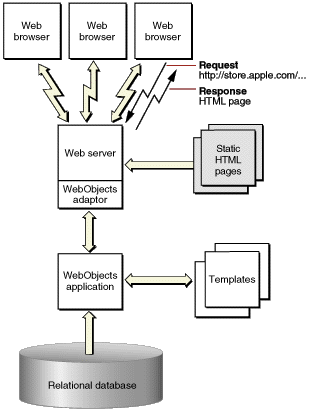 Web
browser
Web
browser
Web
browser
Request
http://store.apple.com/...
Response
HTML page
Web server
WebObjects
adaptor
Static
HTML
pages
WebObjects
application
Templates
Relational database